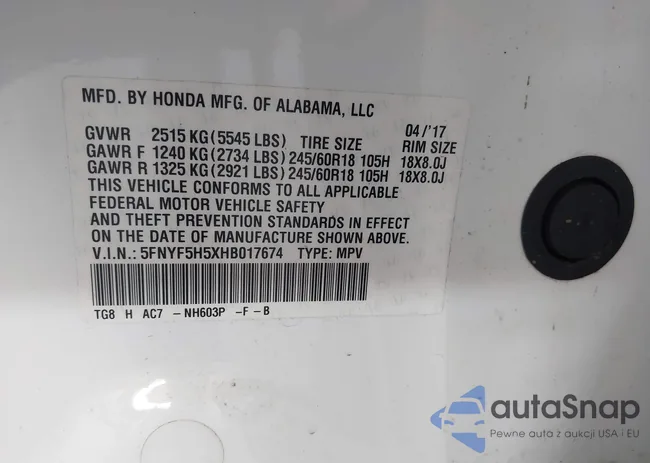 MFD. BY HONDA MFG. OF ALABAMA, LLC
04/'17
GVWR 2515 KG(5545 LBS) TIRE SIZE RIM SIZE
GAWR F 1240 KG(2734 LBS)245/60R18 105H 18X8.0J
GAWR R 1325 KG(2921 LBS)245/60R18 105H 18X8.0J
THIS VEHICLE CONFORMS TO ALL APPLICABLE
FEDERAL MOTOR VEHICLE SAFETY
AND THEFT PREVENTION STANDARDS IN EFFECT
ON THE DATE OF MANUFACTURE SHOWN ABOVE.
V.I.N.: 5FNYF5H5XHB017674 TYPE: MPV
TG8 H AC7 -NH603P -F-B
autaSnap
Pewne auta z aukcji USA i EU